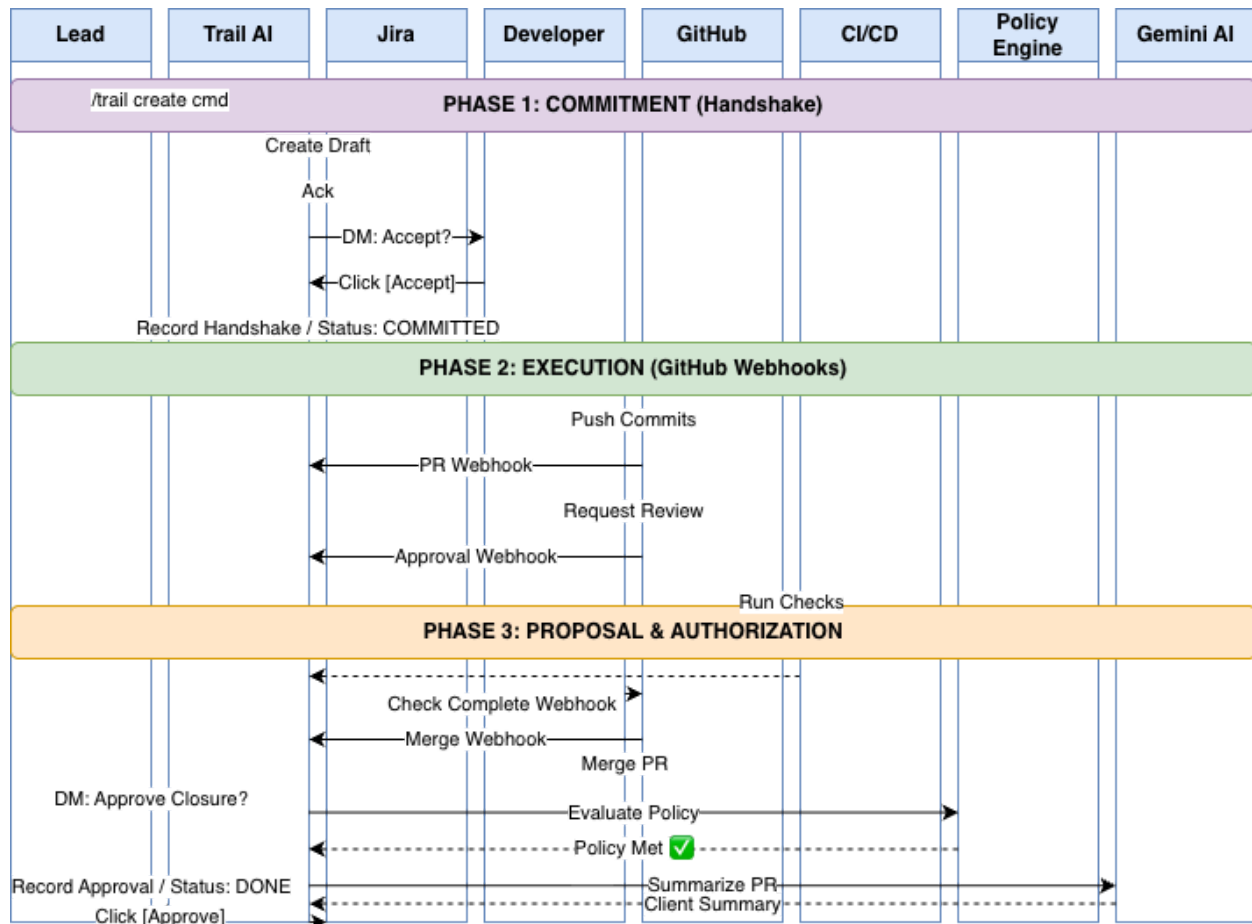 Lead
Trail AI
Jira
Developer
GitHub
CI/CD
Policy
Engine
Gemini AI
/trail create cmd
PHASE 1: COMMITMENT (Handshake)
Create Draft
Ack
DM: Accept?
Click [Accept]
Record Handshake / Status: COMMITTED
PHASE 2: EXECUTION (GitHub Webhooks)
Push Commits
PR Webhook
Request Review
Approval Webhook
Run Checks
PHASE 3: PROPOSAL & AUTHORIZATION
Check Complete Webhook
Merge Webhook
Merge PR
DM: Approve Closure?
Evaluate Policy
Policy Met ✅
Record Approval / Status: DONE
Summarize PR
Client Summary
Click [Approve]